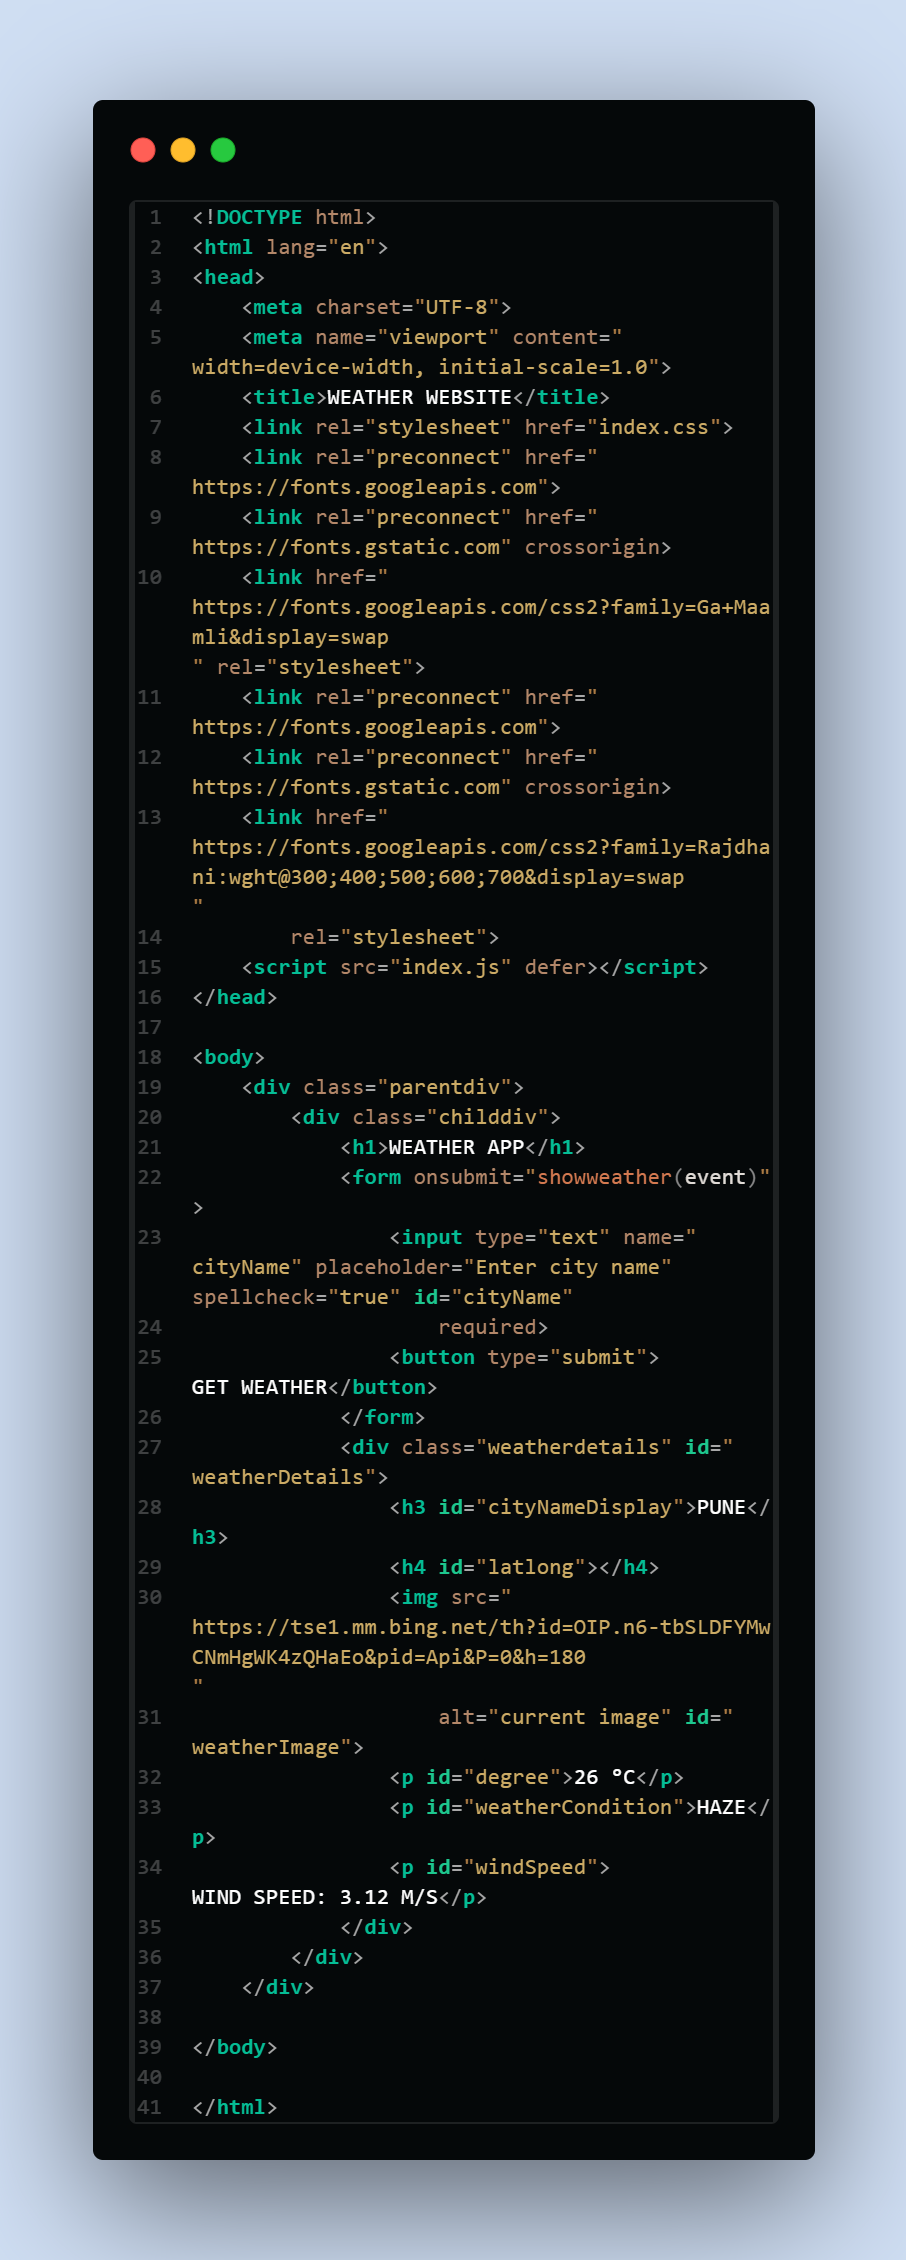 1 <!DOCTYPE html>
2 <html lang="en">
3 <head>
4     <meta charset="UTF-8">
5     <meta name="viewport" content="
width=device-width, initial-scale=1.0">
6     <title>WEATHER WEBSITE</title>
7     <link rel="stylesheet" href="index.css">
8     <link rel="preconnect" href="
https://fonts.googleapis.com">
9     <link rel="preconnect" href="
https://fonts.gstatic.com" crossorigin>
10     <link href="
https://fonts.googleapis.com/css2?family=Ga+Maa
mli&display=swap
" rel="stylesheet">
11     <link rel="preconnect" href="
https://fonts.googleapis.com">
12     <link rel="preconnect" href="
https://fonts.gstatic.com" crossorigin>
13     <link href="
https://fonts.googleapis.com/css2?family=Rajdha
ni:wght@300;400;500;600;700&display=swap
"
14         rel="stylesheet">
15     <script src="index.js" defer></script>
16 </head>
17
18 <body>
19     <div class="parentdiv">
20         <div class="childdiv">
21             <h1>WEATHER APP</h1>
22             <form onsubmit="showweather(event)"
>
23                 <input type="text" name="
cityName" placeholder="Enter city name"
spellcheck="true" id="cityName"
24                     required>
25                 <button type="submit">
GET WEATHER</button>
26             </form>
27             <div class="weatherdetails" id="
weatherDetails">
28                 <h3 id="cityNameDisplay">PUNE</
h3>
29                 <h4 id="latlong"></h4>
30                 <img src="
https://tse1.mm.bing.net/th?id=OIP.n6-tbSLDFYMw
CNmHgWK4zQHaEo&pid=Api&P=0&h=180
"
31                     alt="current image" id="
weatherImage">
32                 <p id="degree">26 °C</p>
33                 <p id="weatherCondition">HAZE</
p>
34                 <p id="windSpeed">
WIND SPEED: 3.12 M/S</p>
35             </div>
36         </div>
37     </div>
38
39 </body>
40
41 </html>